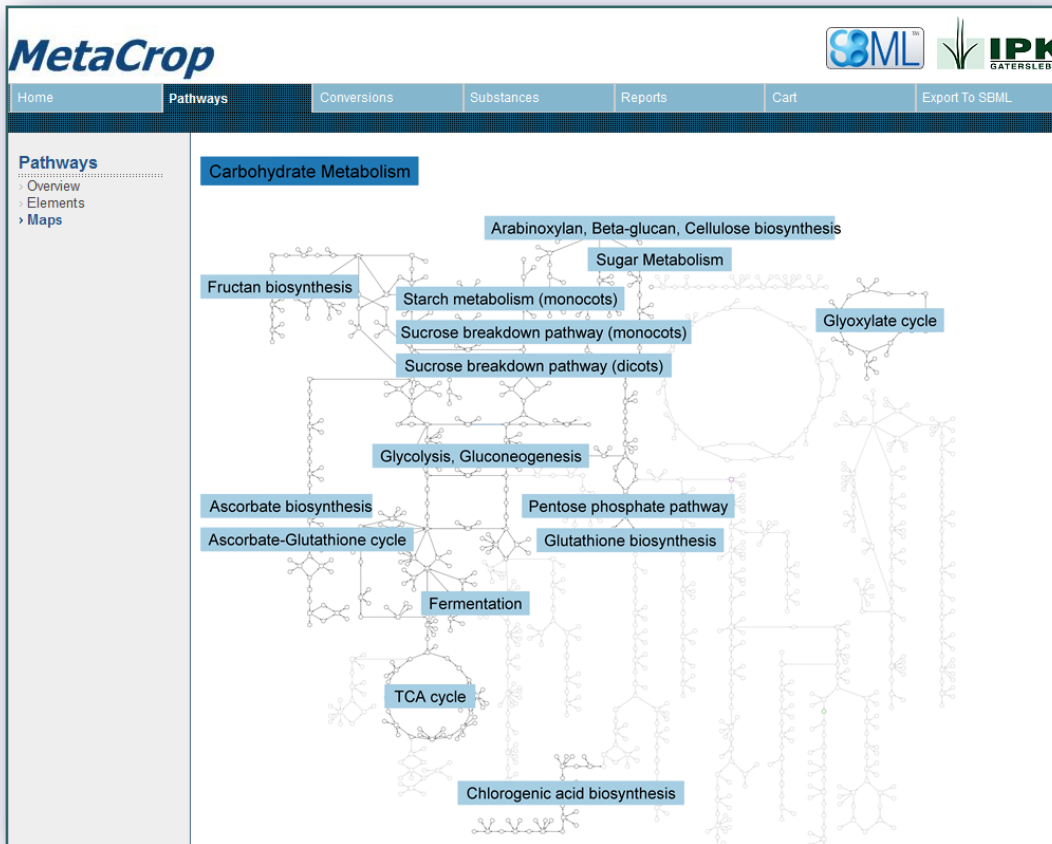 MetaCrop
SBML™
IPK
GATERSLEB
Home
Pathways
Conversions
Substances
Reports
Cart
Export To SBML
Pathways
› Overview
› Elements
› Maps
Carbohydrate Metabolism
Arabinoxylan, Beta-glucan, Cellulose biosynthesis
Sugar Metabolism
Fructan biosynthesis
Starch metabolism (monocots)
Glyoxylate cycle
Sucrose breakdown pathway (monocots)
Sucrose breakdown pathway (dicots)
Glycolysis, Gluconeogenesis
Ascorbate biosynthesis
Pentose phosphate pathway
Ascorbate-Glutathione cycle
Glutathione biosynthesis
Fermentation
TCA cycle
Chlorogenic acid biosynthesis